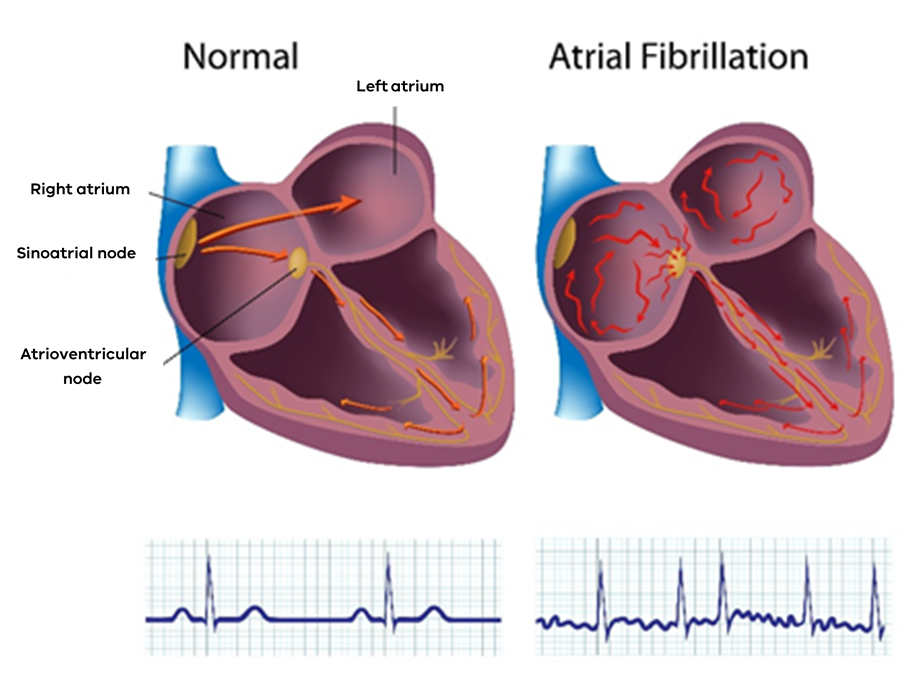 Normal
Atrial Fibrillation
Left atrium
Right atrium
Sinoatrial node
Atrioventricular
node